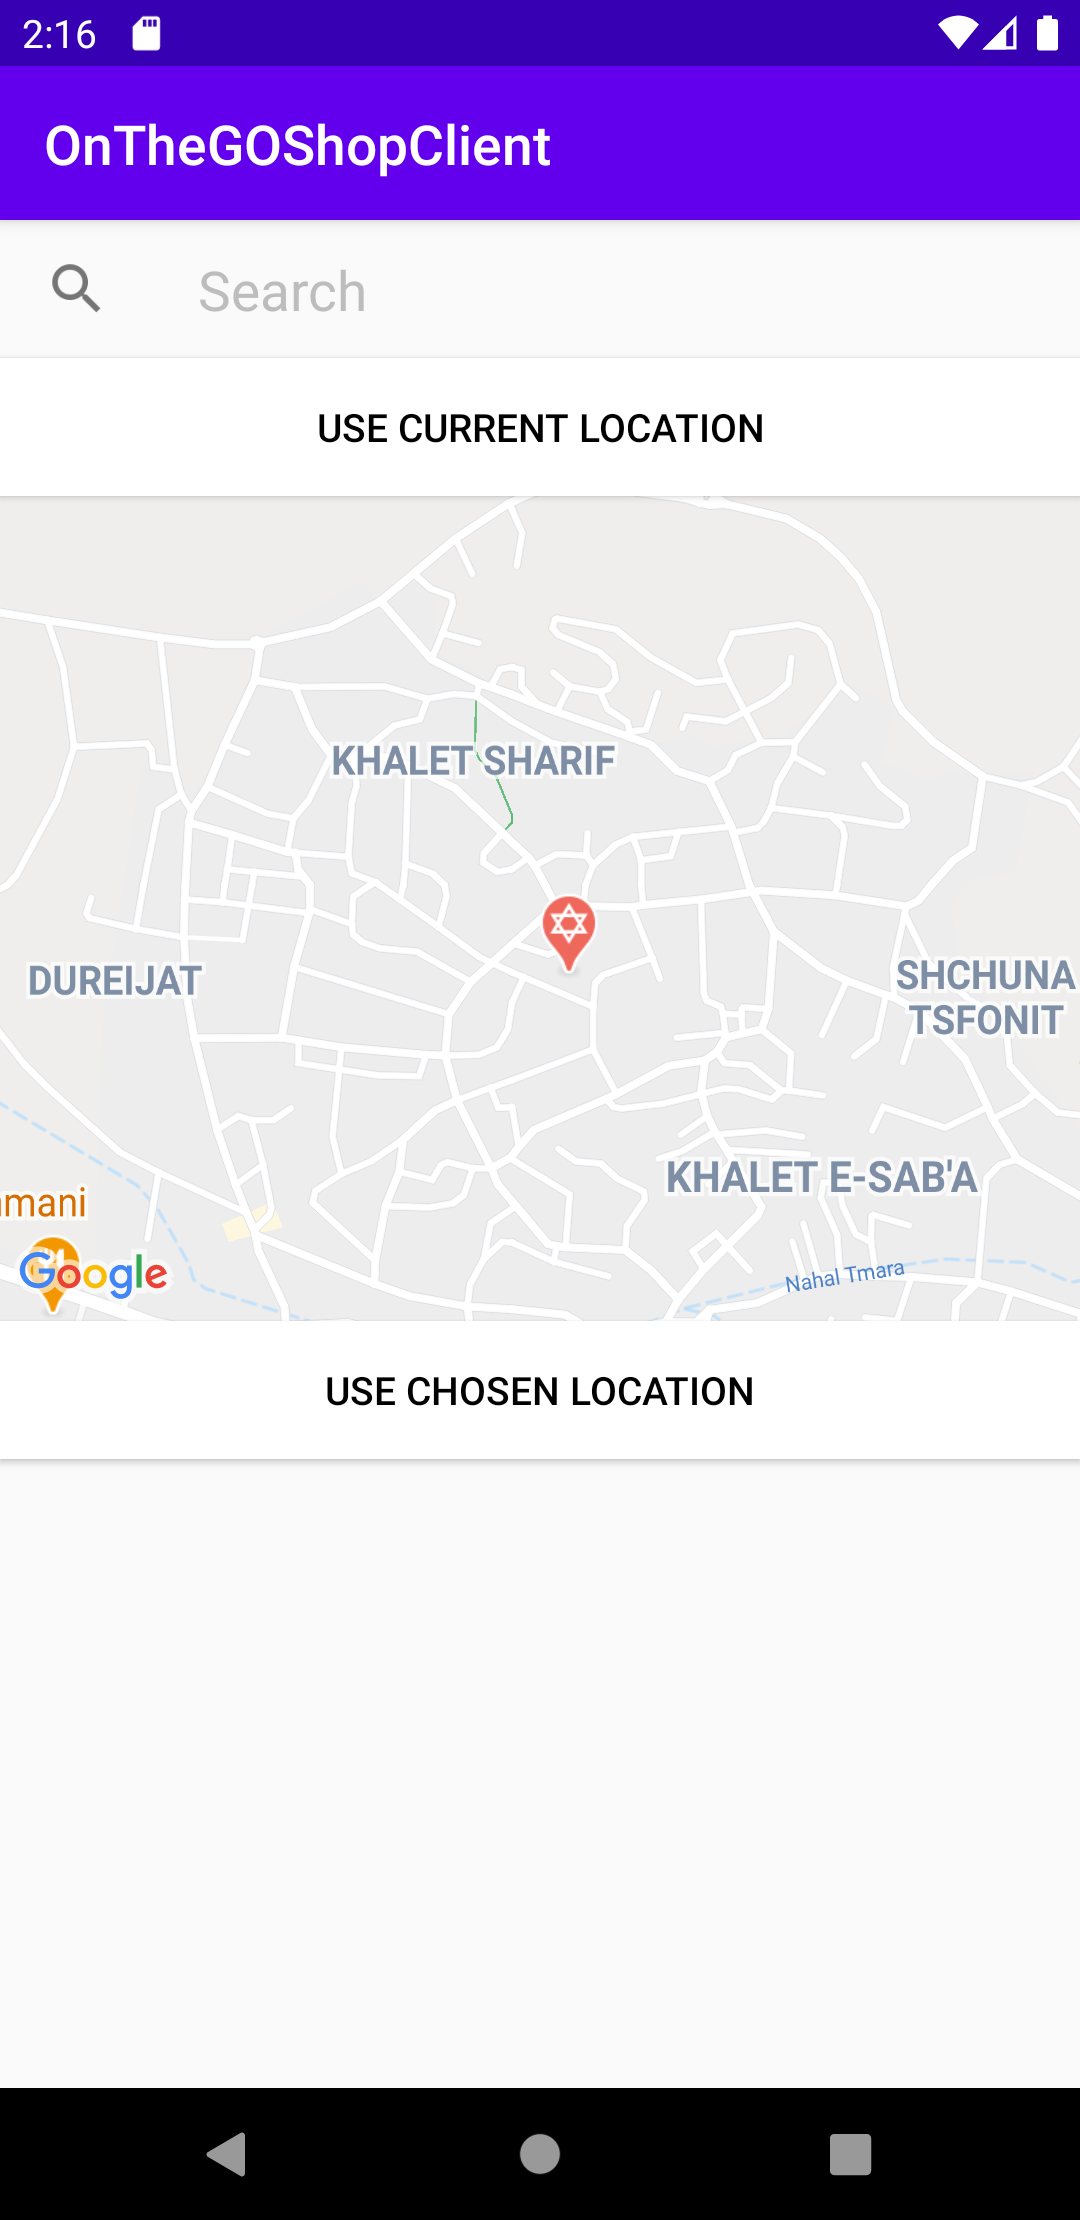 2:16
OnTheGOShopClient
Search
USE CURRENT LOCATION
KHALET SHARIF
DUREIJAT
SHCHUNA
TSFONIT
KHALET E-SAB'A
mani
Google
Nahal Tmara
USE CHOSEN LOCATION